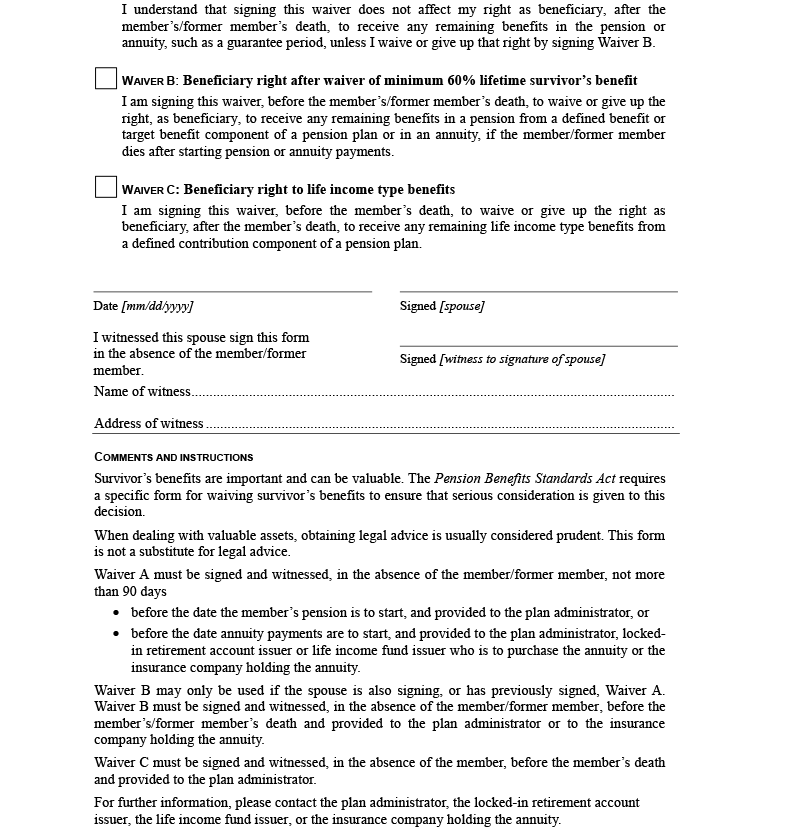 I understand that signing this waiver does not affect my right as beneficiary, after the
member's/former member's death, to receive any remaining benefits in the pension or
annuity, such as a guarantee period, unless I waive or give up that right by signing Waiver B.
WAIVER B: Beneficiary right after waiver of minimum 60% lifetime survivor's benefit
I am signing this waiver, before the member's/former member's death, to waive or give up the
right, as beneficiary, to receive any remaining benefits in a pension from a defined benefit or
target benefit component of a pension plan or in an annuity, if the member/former member
dies after starting pension or annuity payments.
WAIVER C: Beneficiary right to life income type benefits
I am signing this waiver, before the member's death, to waive or give up the right as
beneficiary, after the member's death, to receive any remaining life income type benefits from
a defined contribution component of a pension plan.
Date [mm/dd/yyyy] Signed [spouse]
I witnessed this spouse sign this form
in the absence of the member/former
member.
Signed [witness to signature of spouse]
Name of witness................................................................................................................................
Address of witness............................................................................................................................
COMMENTS AND INSTRUCTIONS
Survivor's benefits are important and can be valuable. The Pension Benefits Standards Act requires
a specific form for waiving survivor's benefits to ensure that serious consideration is given to this
decision.
When dealing with valuable assets, obtaining legal advice is usually considered prudent. This form
is not a substitute for legal advice.
Waiver A must be signed and witnessed, in the absence of the member/former member, not more
than 90 days
• before the date the member's pension is to start, and provided to the plan administrator, or
• before the date annuity payments are to start, and provided to the plan administrator, locked-
in retirement account issuer or life income fund issuer who is to purchase the annuity or the
insurance company holding the annuity.
Waiver B may only be used if the spouse is also signing, or has previously signed, Waiver A.
Waiver B must be signed and witnessed, in the absence of the member/former member, before the
member's/former member's death and provided to the plan administrator or to the insurance
company holding the annuity.
Waiver C must be signed and witnessed, in the absence of the member, before the member's death
and provided to the plan administrator.
For further information, please contact the plan administrator, the locked-in retirement account
issuer, the life income fund issuer, or the insurance company holding the annuity.